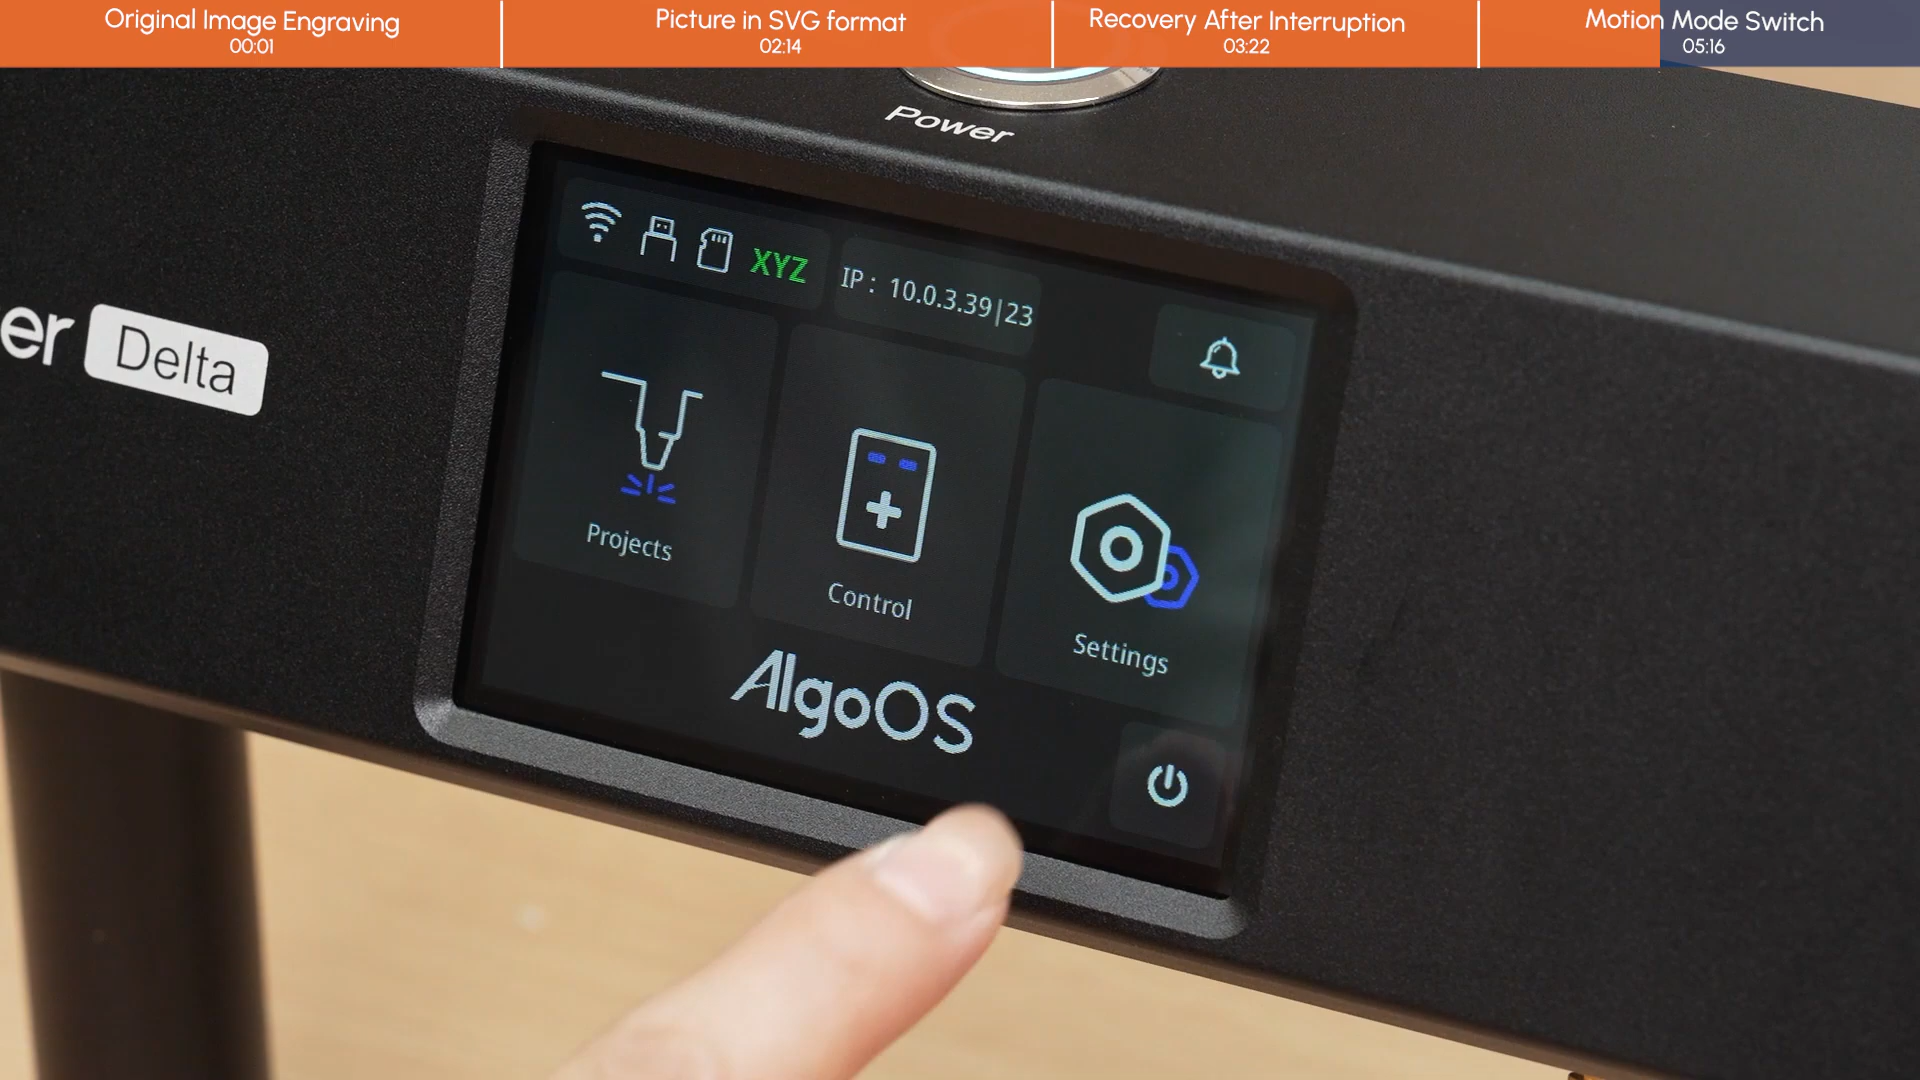 Original Image Engraving
00:01
Picture in SVG format
02:14
Recovery After Interruption
03:22
Motion Mode Switch
05:16
Power
XYZ
IP : 10.0.3.39|23
er Delta
Projects
Control
Settings
AlgoOS